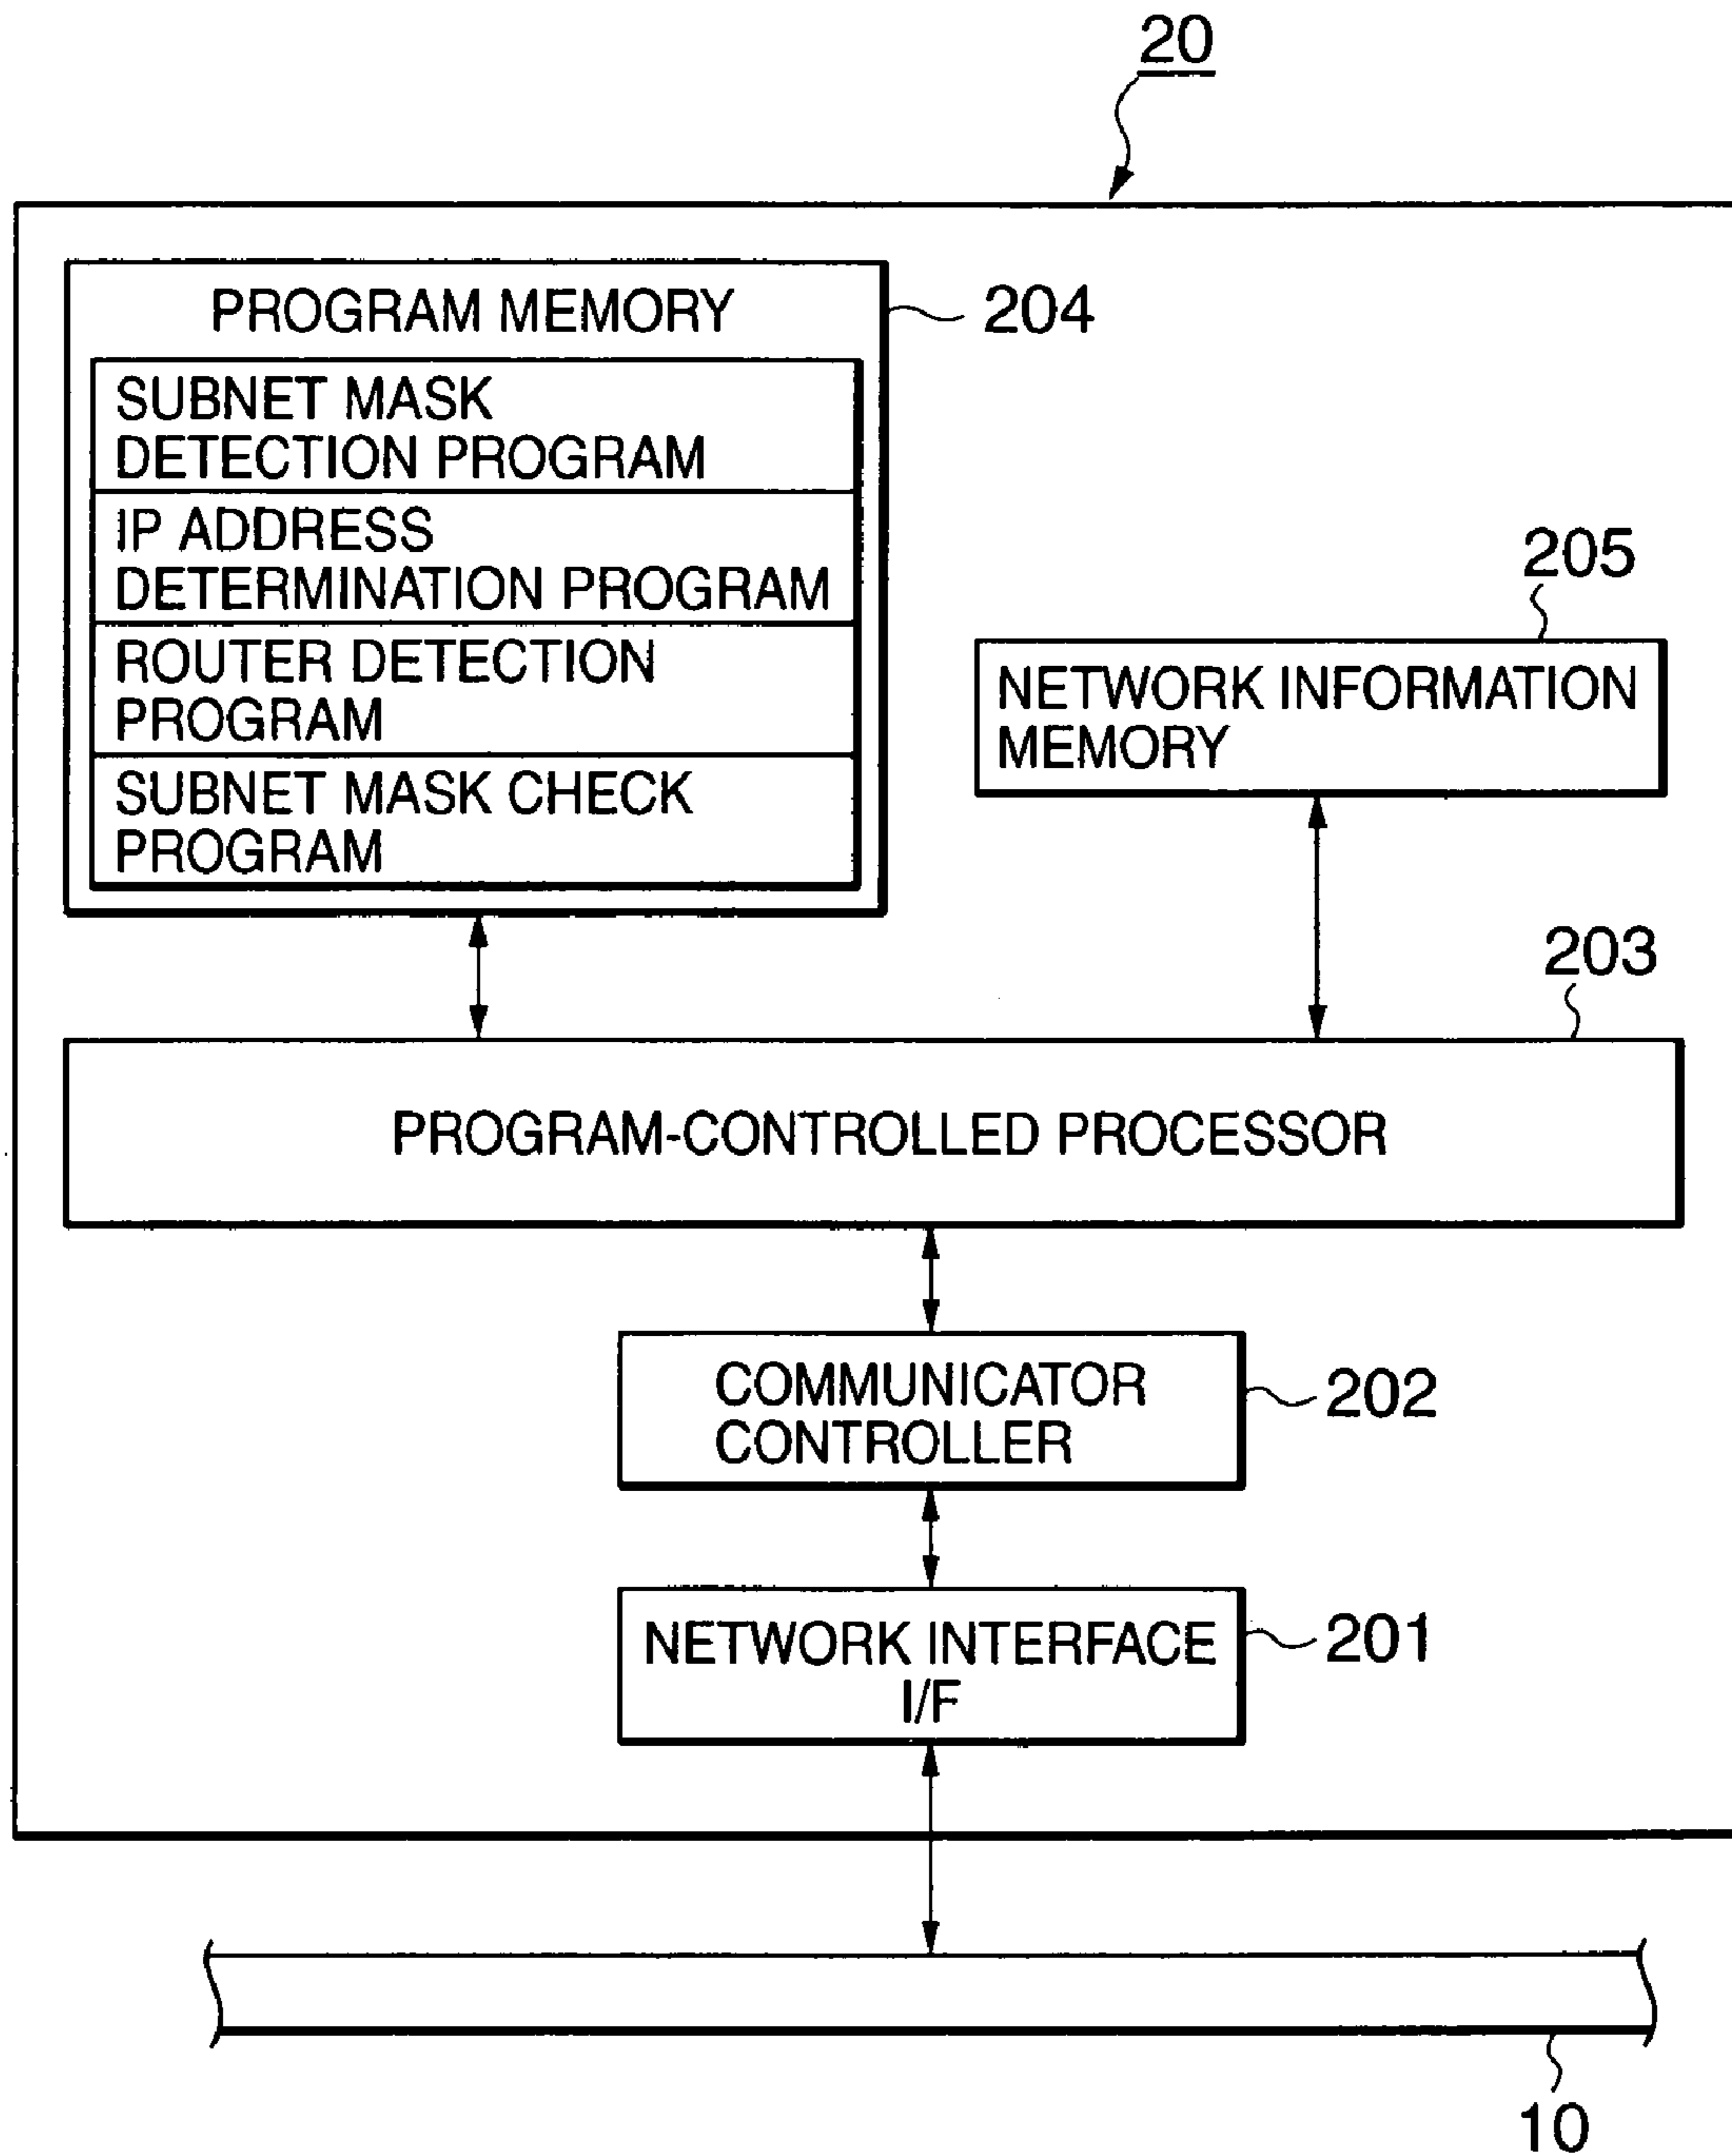 20
PROGRAM MEMORY
204
SUBNET MASK
DETECTION PROGRAM
IP ADDRESS
DETERMINATION PROGRAM
ROUTER DETECTION
PROGRAM
SUBNET MASK CHECK
PROGRAM
205
NETWORK INFORMATION
MEMORY
203
PROGRAM-CONTROLLED PROCESSOR
COMMUNICATOR
CONTROLLER
202
NETWORK INTERFACE
I/F
201
10